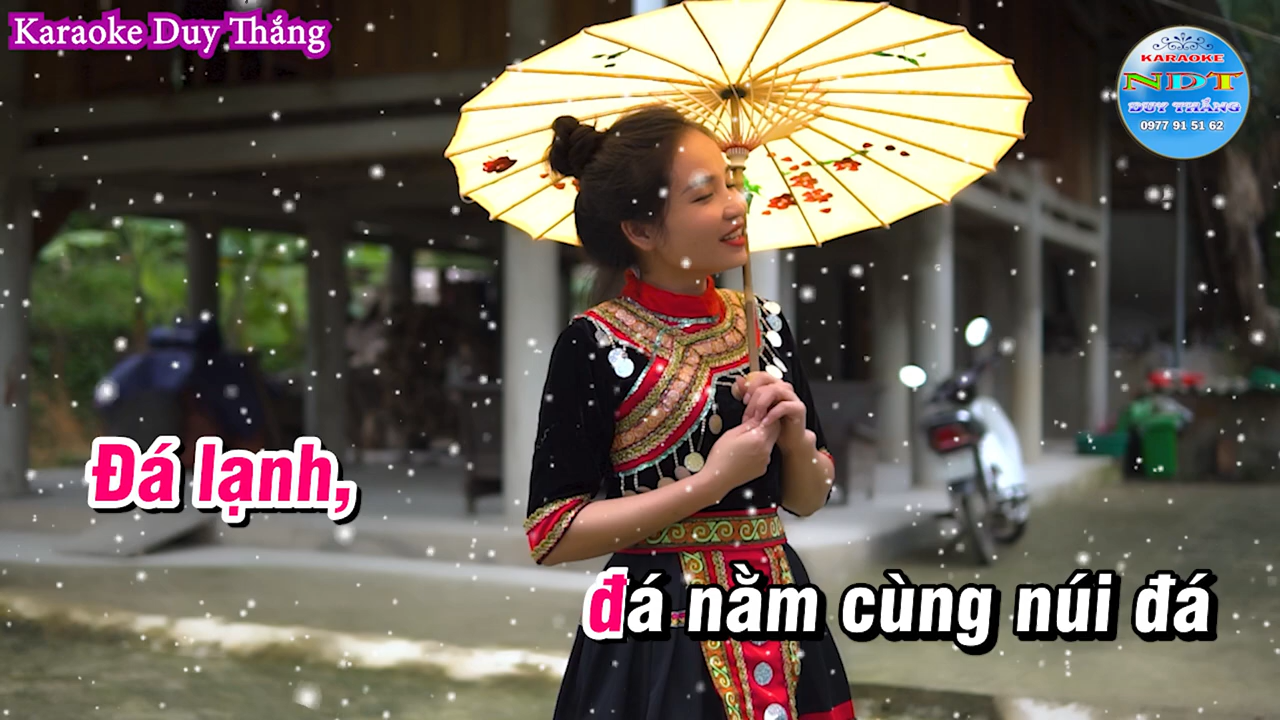 Karaoke Duy Thắng
KARAOKE
NDT
DUY THẮNG
0977 91 51 62
Đá lạnh,
đá nằm cùng núi đá